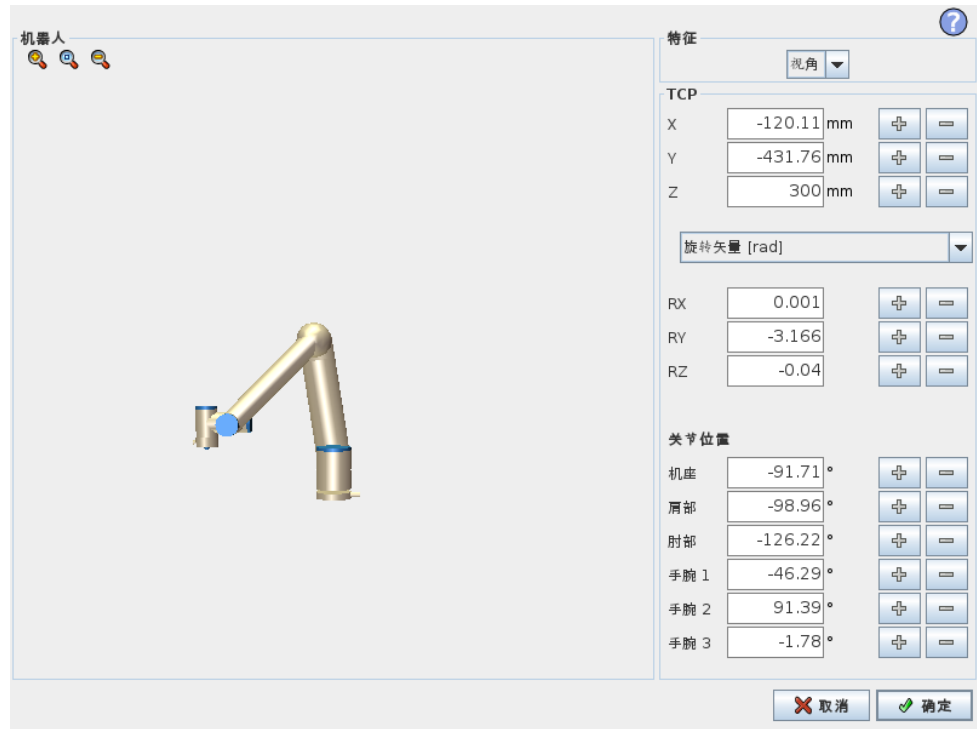 ?
机器人
特征
视角
TCP
X -120.11 mm
Y -431.76 mm
Z 300 mm
旋转矢量 [rad]
RX 0.001
RY -3.166
RZ -0.04
关节位置
机座 -91.71 °
肩部 -98.96 °
肘部 -126.22 °
手腕 1 -46.29 °
手腕 2 91.39 °
手腕 3 -1.78 °
取消 确定